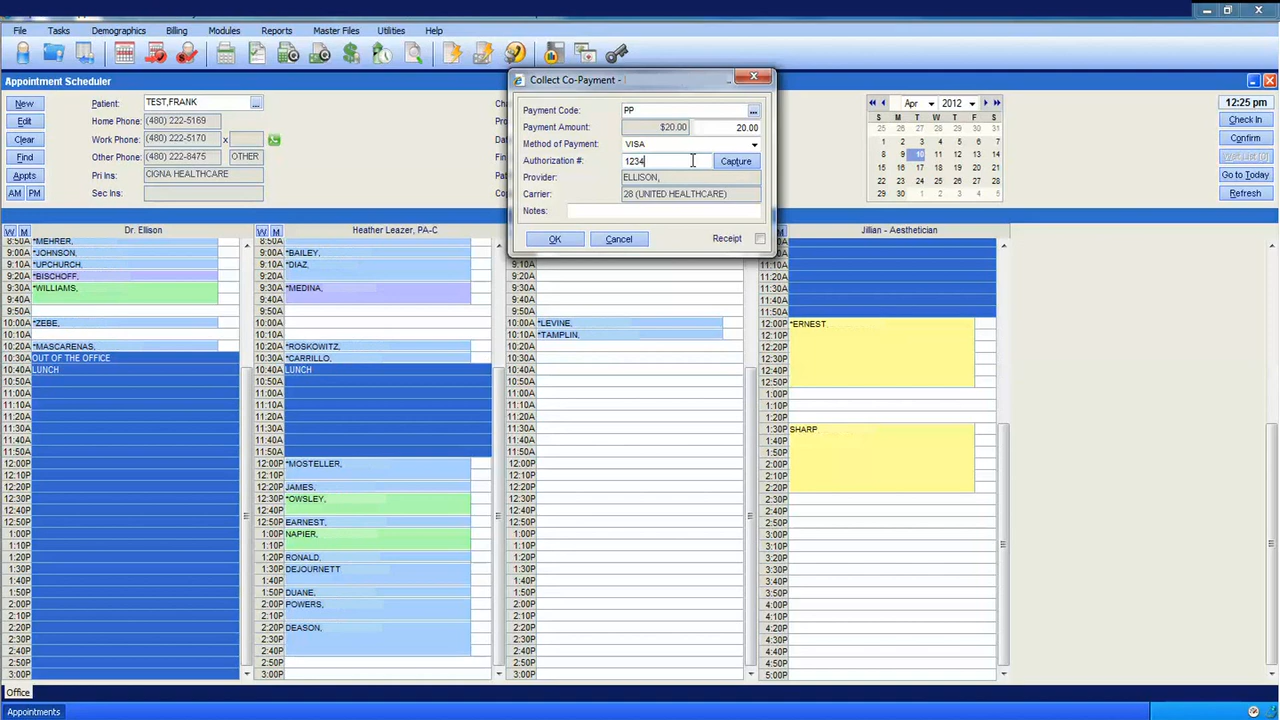 File Tasks Demographics Billing Modules Reports Master Files Utilities Help
Appointment Scheduler
New
Edit
Clear
Find
Appts
AM PM
Patient: TEST,FRANK ...
Home Phone: (480) 222-5169
Work Phone: (480) 222-5170 x
Other Phone: (480) 222-8475 OTHER
Pri Ins: CIGNA HEALTHCARE
Sec Ins:
Collect Co-Payment -
Payment Code: PP ...
Payment Amount: $20.00 20.00
Method of Payment: VISA
Authorization #: 1234 Capture
Provider: ELLISON,
Carrier: 28 (UNITED HEALTHCARE)
Notes:
OK Cancel Receipt
Apr 2012
S M T W T F S
25 26 27 28 29 30 31
1 2 3 4 5 6 7
8 9 10 11 12 13 14
15 16 17 18 19 20 21
22 23 24 25 26 27 28
29 30 1 2 3 4 5
12:25 pm
Check In
Confirm
Wait List (0)
Go to Today
Refresh
W M Dr. Ellison
8:50A *MEHRER,
9:00A *JOHNSON,
9:10A *UPCHURCH,
9:20A *BISCHOFF,
9:30A *WILLIAMS,
9:40A
10:00A *ZEBE,
10:10A
10:20A *MASCARENAS,
10:30A OUT OF THE OFFICE
10:40A LUNCH
10:50A
11:00A
11:10A
11:20A
11:30A
11:40A
11:50A
12:00P
12:10P
12:20P
12:30P
12:40P
12:50P
1:00P
1:10P
1:20P
1:30P
1:40P
1:50P
2:00P
2:10P
2:20P
2:30P
2:40P
2:50P
3:00P
W M Heather Leazer, PA-C
8:50A
9:00A *BAILEY,
9:10A *DIAZ,
9:20A
9:30A *MEDINA,
9:40A
10:00A
10:10A
10:20A *ROSKOWITZ,
10:30A *CARRILLO,
10:40A LUNCH
10:50A
11:00A
11:10A
11:20A
11:30A
11:40A
11:50A
12:00P *MOSTELLER,
12:10P
12:20P JAMES,
12:30P *OWSLEY,
12:40P
12:50P EARNEST,
1:00P NAPIER,
1:10P
1:20P RONALD,
1:30P DEJOURNETT
1:40P
1:50P DUANE,
2:00P POWERS,
2:10P
2:20P DEASON,
2:30P
2:40P
2:50P
3:00P
9:10A
9:20A
9:30A
9:40A
10:00A *LEVINE,
10:10A *TAMPLIN,
10:20A
10:30A
10:40A
10:50A
11:00A
11:10A
11:20A
11:30A
11:40A
11:50A
12:00P
12:10P
12:20P
12:30P
12:40P
12:50P
1:00P
1:10P
1:20P
1:30P
1:40P
1:50P
2:00P
2:10P
2:20P
2:30P
2:40P
2:50P
3:00P
M Jillian - Aesthetician
11:10A
11:20A
11:30A
11:40A
11:50A
12:00P *ERNEST
12:10P
12:20P
12:30P
12:40P
12:50P
1:00P
1:10P
1:20P
1:30P SHARP
1:40P
1:50P
2:00P
2:10P
2:20P
2:30P
2:40P
2:50P
3:00P
3:10P
3:20P
3:30P
3:40P
3:50P
4:00P
4:10P
4:20P
4:30P
4:40P
4:50P
5:00P
Office
Appointments